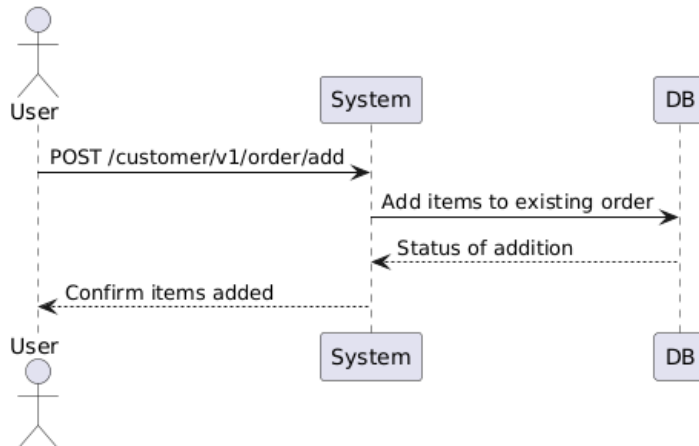 User
System
DB
POST /customer/v1/order/add
Add items to existing order
Status of addition
Confirm items added
User
System
DB